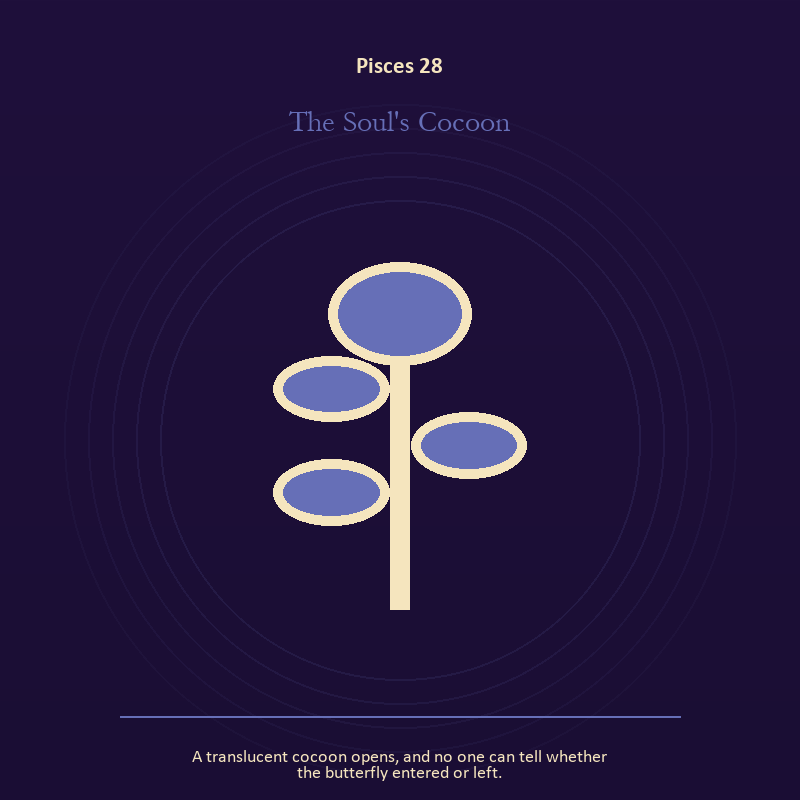 Pisces 28
The Soul's Cocoon
A translucent cocoon opens, and no one can tell whether
the butterfly entered or left.